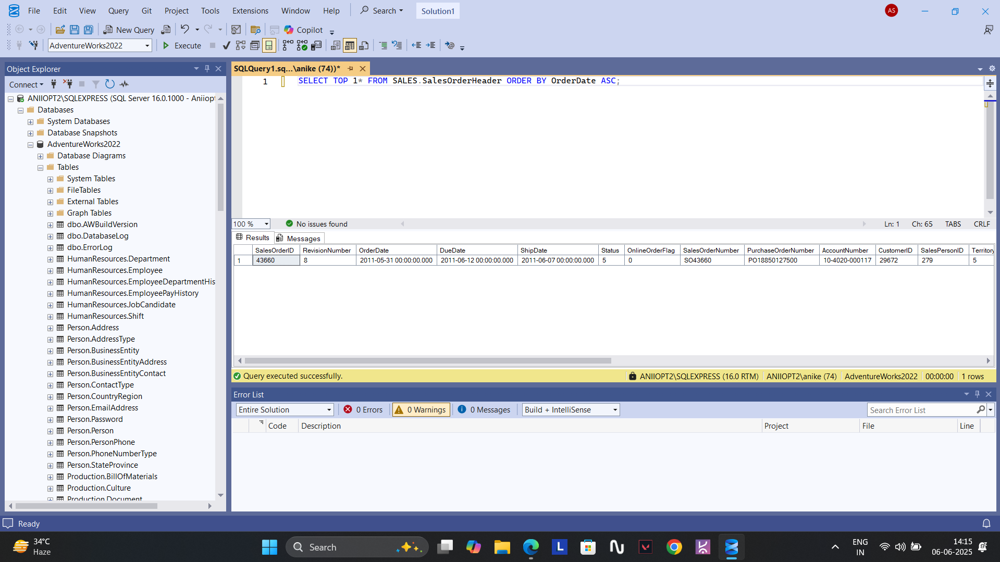 File Edit View Query Git Project Tools Extensions Window Help Search Solution1 AS
New Query Copilot
AdventureWorks2022 Execute
Object Explorer
Connect
ANIIOPT2\SQLEXPRESS (SQL Server 16.0.1000 - Aniiopt
Databases
System Databases
Database Snapshots
AdventureWorks2022
Database Diagrams
Tables
System Tables
FileTables
External Tables
Graph Tables
dbo.AWBuildVersion
dbo.DatabaseLog
dbo.ErrorLog
HumanResources.Department
HumanResources.Employee
HumanResources.EmployeeDepartmentHis
HumanResources.EmployeePayHistory
HumanResources.JobCandidate
HumanResources.Shift
Person.Address
Person.AddressType
Person.BusinessEntity
Person.BusinessEntityAddress
Person.BusinessEntityContact
Person.ContactType
Person.CountryRegion
Person.EmailAddress
Person.Password
Person.Person
Person.PersonPhone
Person.PhoneNumberType
Person.StateProvince
Production.BillOfMaterials
Production.Culture
Production.Document
SQLQuery1.sq...\anike (74))*
1 SELECT TOP 1* FROM SALES.SalesOrderHeader ORDER BY OrderDate ASC;
100 % No issues found Ln: 1 Ch: 65 TABS CRLF
Results Messages
SalesOrderID RevisionNumber OrderDate DueDate ShipDate Status OnlineOrderFlag SalesOrderNumber PurchaseOrderNumber AccountNumber CustomerID SalesPersonID Territory
1 43660 8 2011-05-31 00:00:00.000 2011-06-12 00:00:00.000 2011-06-07 00:00:00.000 5 0 SO43660 PO18850127500 10-4020-000117 29672 279 5
Query executed successfully. ANIIOPT2\SQLEXPRESS (16.0 RTM) ANIIOPT2\anike (74) AdventureWorks2022 00:00:00 1 rows
Error List
Entire Solution 0 Errors 0 Warnings 0 Messages Build + IntelliSense Search Error List
Code Description Project File Line
Ready
34°C
Haze
Search
L
ENG
IN
14:15
06-06-2025